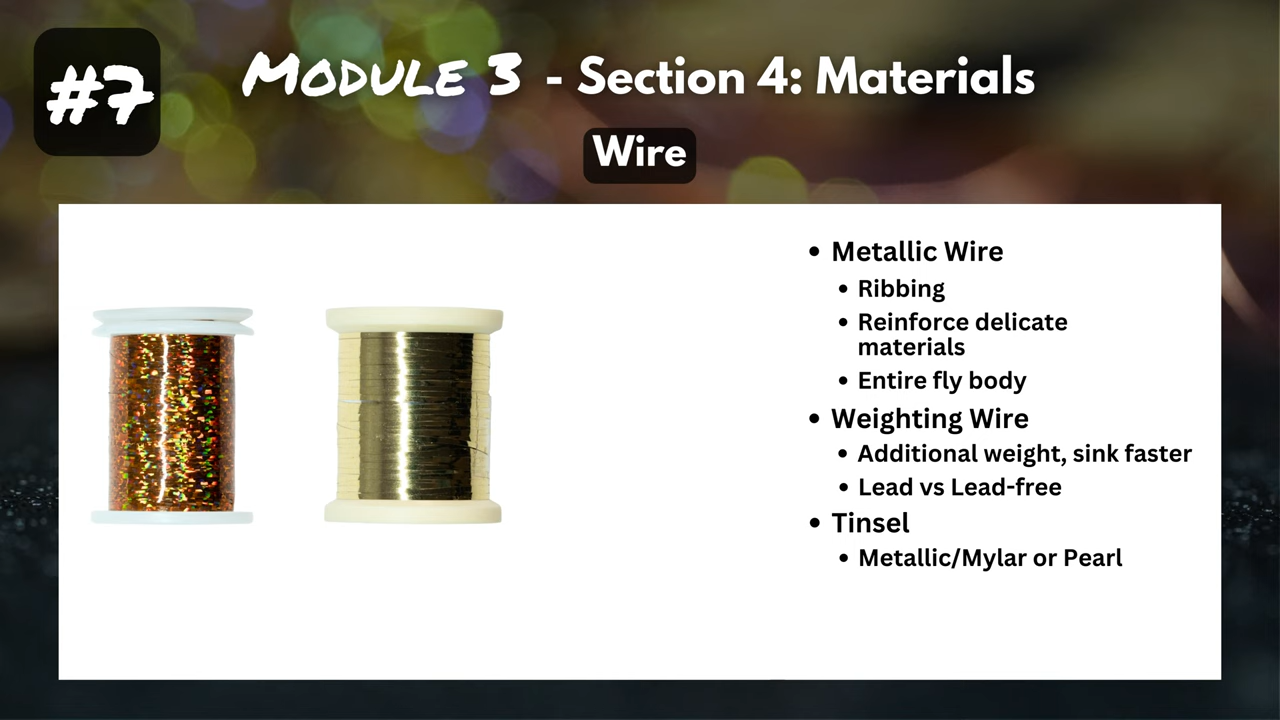 #7
Module 3 - Section 4: Materials
Wire
• Metallic Wire
• Ribbing
• Reinforce delicate
materials
• Entire fly body
• Weighting Wire
• Additional weight, sink faster
• Lead vs Lead-free
• Tinsel
• Metallic/Mylar or Pearl